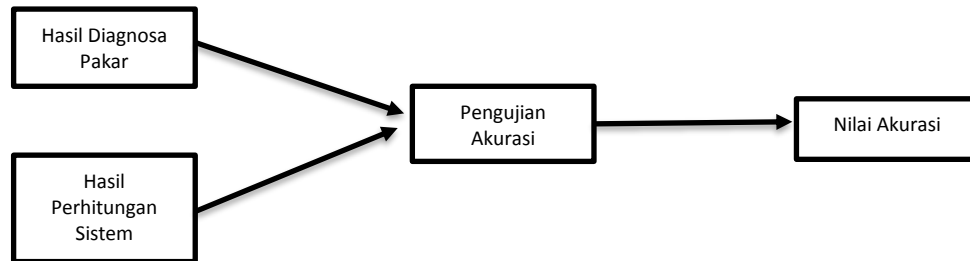 Hasil Diagnosa
Pakar
Hasil
Perhitungan
Sistem
Pengujian
Akurasi
Nilai Akurasi